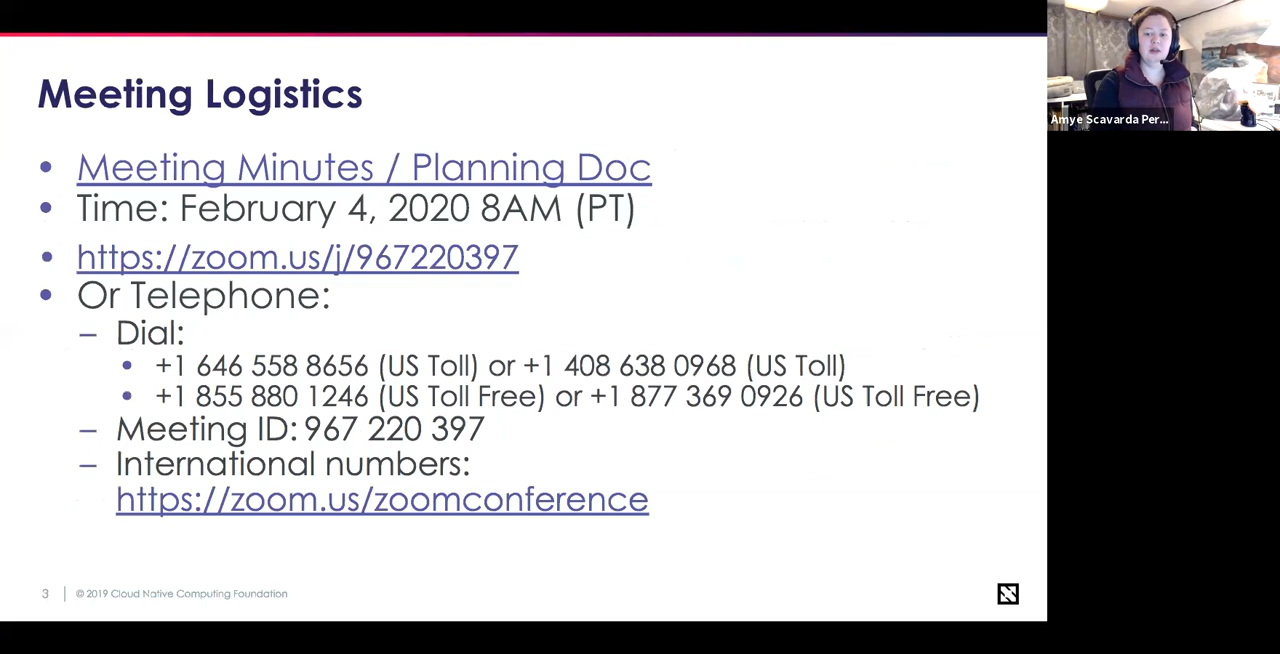 Meeting Logistics
• Meeting Minutes / Planning Doc
• Time: February 4, 2020 8AM (PT)
• https://zoom.us/j/967220397
• Or Telephone:
– Dial:
• +1 646 558 8656 (US Toll) or +1 408 638 0968 (US Toll)
• +1 855 880 1246 (US Toll Free) or +1 877 369 0926 (US Toll Free)
– Meeting ID: 967 220 397
– International numbers:
https://zoom.us/zoomconference
3 | © 2019 Cloud Native Computing Foundation
Amye Scavarda Per...